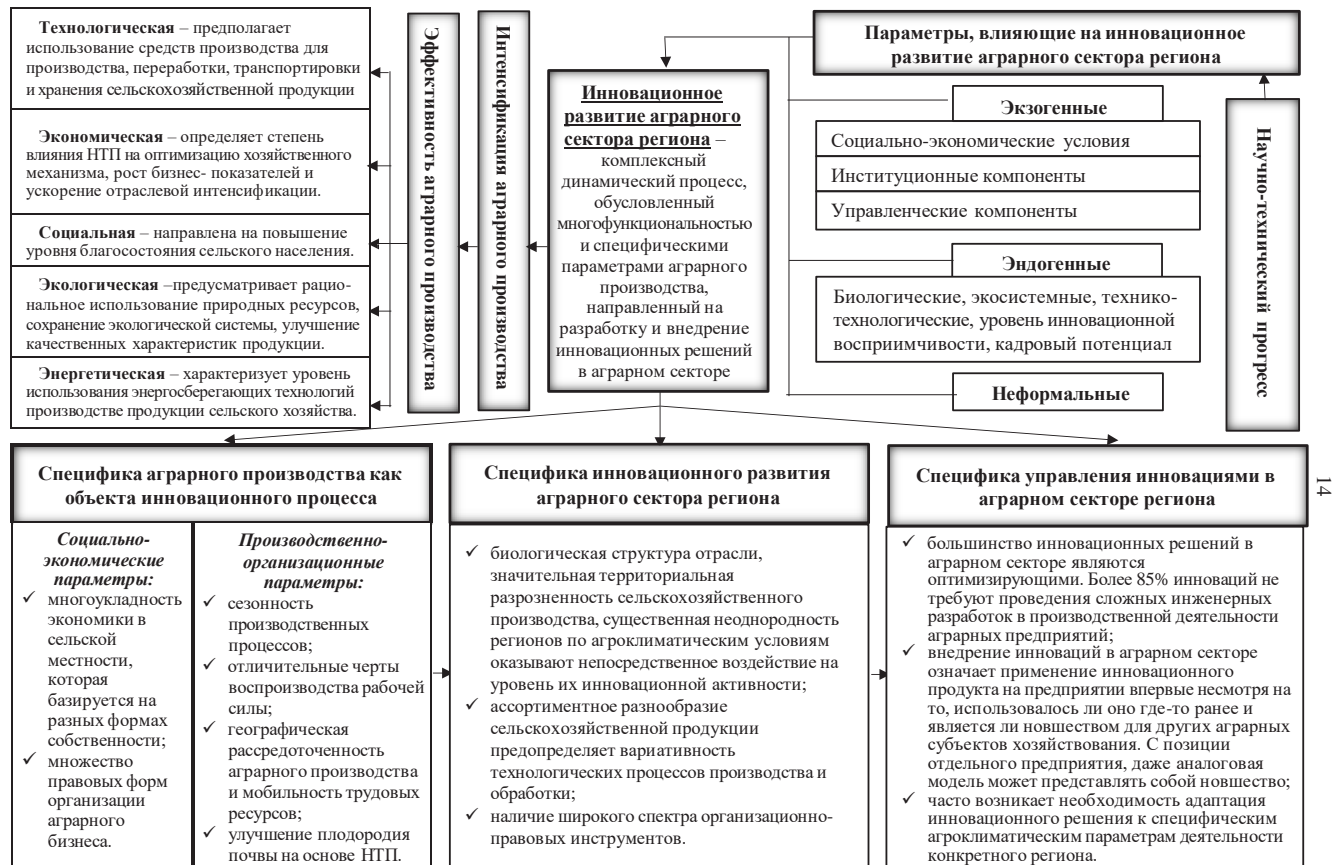 Технологическая – предполагает
использование средств производства для
производства, переработки, транспортировки
и хранения сельскохозяйственной продукции
Экономическая – определяет степень
влияния НТП на оптимизацию хозяйственного
механизма, рост бизнес- показателей и
ускорение отраслевой интенсификации.
Социальная – направлена на повышение
уровня благосостояния сельского населения.
Экологическая –предусматривает рацио-
нальное использование природных ресурсов,
сохранение экологической системы, улучшение
качественных характеристик продукции.
Энергетическая – характеризует уровень
использования энергосберегающих технологий
производстве продукции сельского хозяйства.
Эффективность аграрного производства
Интенсификация аграрного производства
Инновационное
развитие аграрного
сектора региона –
комплексный
динамический процесс,
обусловленный
многофункциональностью
и специфическими
параметрами аграрного
производства,
направленный на
разработку и внедрение
инновационных решений
в аграрном секторе
Параметры, влияющие на инновационное
развитие аграрного сектора региона
Экзогенные
Социально-экономические условия
Институционные компоненты
Управленческие компоненты
Эндогенные
Биологические, экосистемные, технико-
технологические, уровень инновационной
восприимчивости, кадровый потенциал
Неформальные
Научно-технический прогресс
Специфика аграрного производства как
объекта инновационного процесса
Социально-
экономические
параметры:
✓ многоукладность
экономики в
сельской
местности,
которая
базируется на
разных формах
собственности;
✓ множество
правовых форм
организации
аграрного
бизнеса.
Производственно-
организационные
параметры:
✓ сезонность
производственных
процессов;
✓ отличительные черты
воспроизводства рабочей
силы;
✓ географическая
рассредоточенность
аграрного производства
и мобильность трудовых
ресурсов;
✓ улучшение плодородия
почвы на основе НТП.
Специфика инновационного развития
аграрного сектора региона
✓ биологическая структура отрасли,
значительная территориальная
разрозненность сельскохозяйственного
производства, существенная неоднородность
регионов по агроклиматическим условиям
оказывают непосредственное воздействие на
уровень их инновационной активности;
✓ ассортиментное разнообразие
сельскохозяйственной продукции
предопределяет вариативность
технологических процессов производства и
обработки;
✓ наличие широкого спектра организационно-
правовых инструментов.
Специфика управления инновациями в
аграрном секторе региона
✓ большинство инновационных решений в
аграрном секторе являются
оптимизирующими. Более 85% инноваций не
требуют проведения сложных инженерных
разработок в производственной деятельности
аграрных предприятий;
✓ внедрение инноваций в аграрном секторе
означает применение инновационного
продукта на предприятии впервые несмотря на
то, использовалось ли оно где-то ранее и
является ли новшеством для других аграрных
субъектов хозяйствования. С позиции
отдельного предприятия, даже аналоговая
модель может представлять собой новшество;
✓ часто возникает необходимость адаптация
инновационного решения к специфическим
агроклиматическим параметрам деятельности
конкретного региона.
14